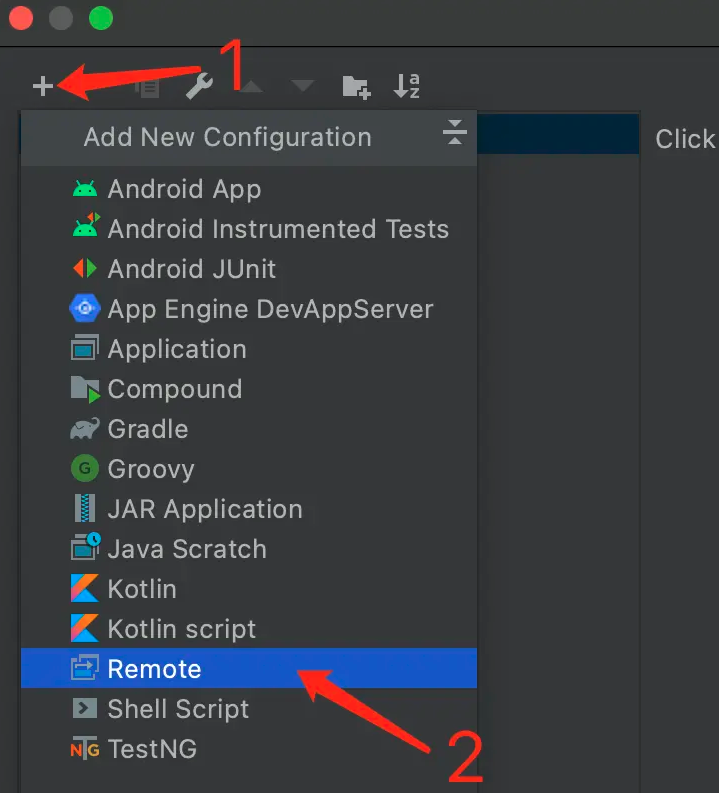 1
Add New Configuration
Click
Android App
Android Instrumented Tests
Android JUnit
App Engine DevAppServer
Application
Compound
Gradle
G Groovy
JAR Application
Java Scratch
Kotlin
Kotlin script
Remote
Shell Script
NTG TestNG
2